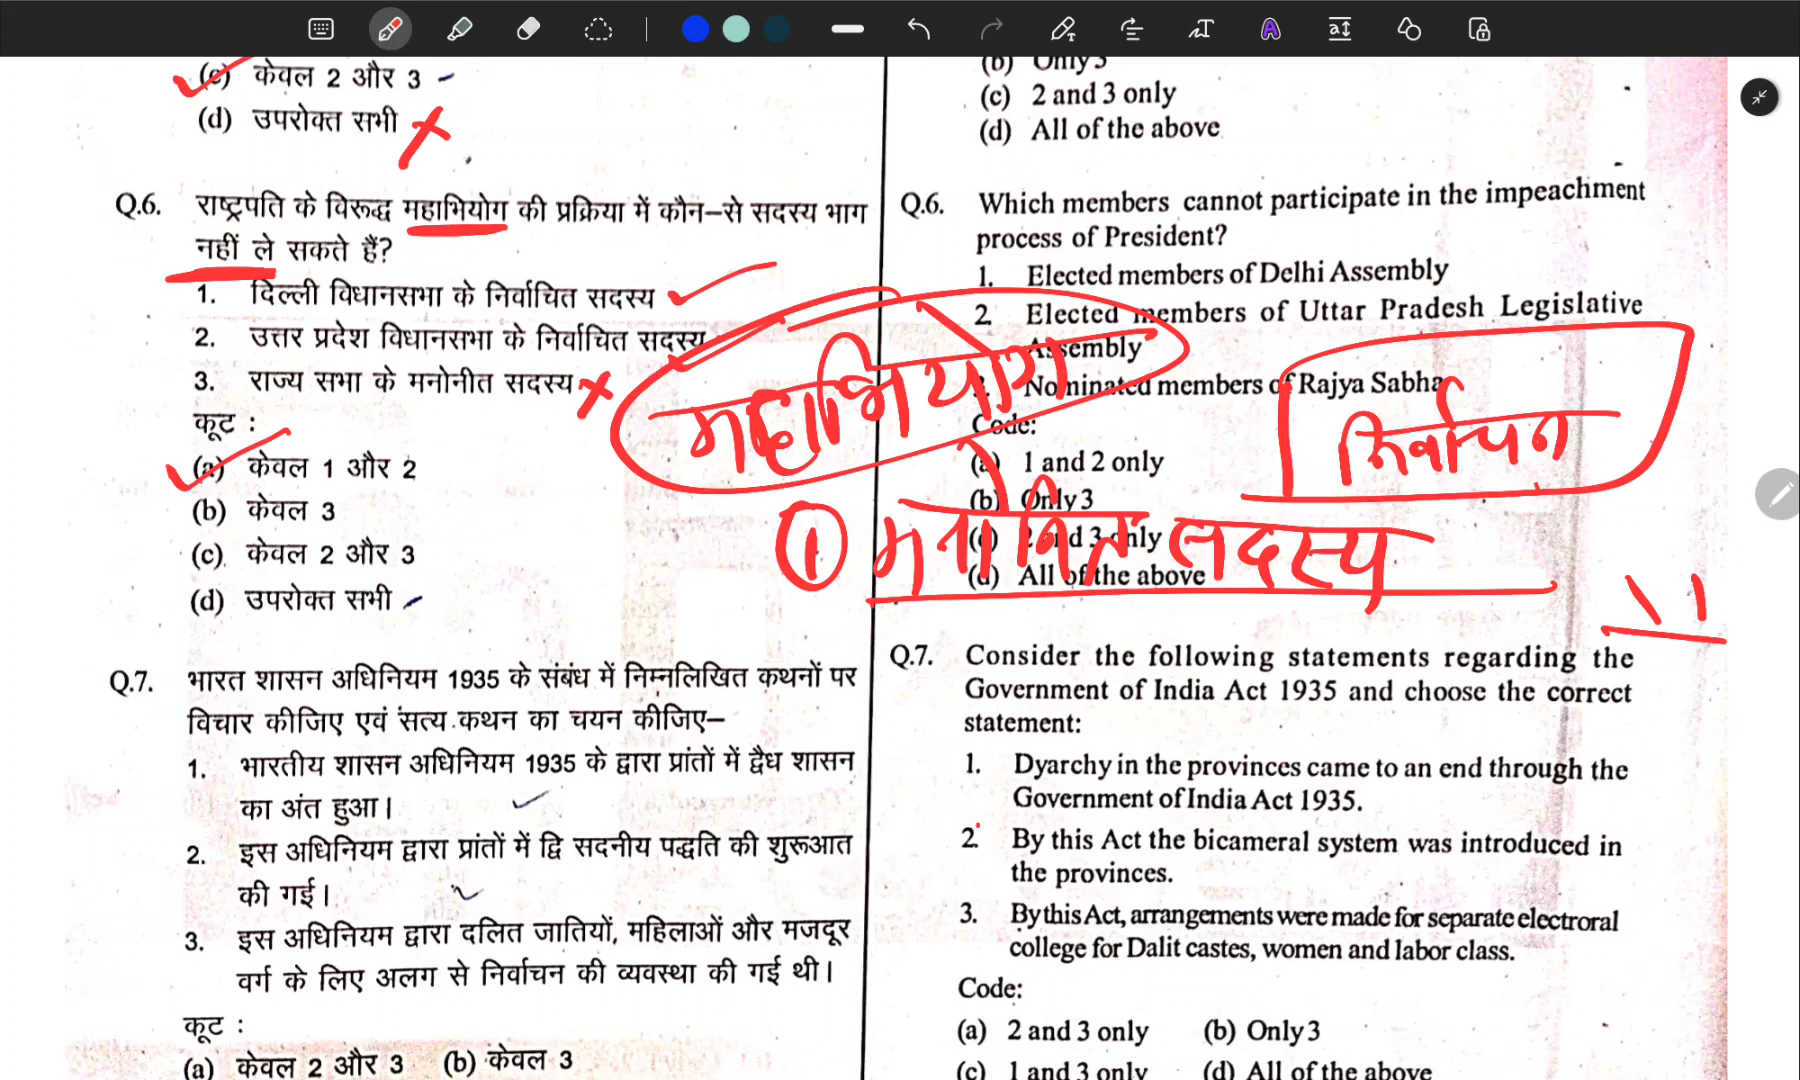 (c) केवल 2 और 3
(d) उपरोक्त सभी
Q.6. राष्ट्रपति के विरूद्ध महाभियोग की प्रक्रिया में कौन–से सदस्य भाग
नहीं ले सकते हैं?
1. दिल्ली विधानसभा के निर्वाचित सदस्य
2. उत्तर प्रदेश विधानसभा के निर्वाचित सदस्य
3. राज्य सभा के मनोनीत सदस्य
कूट :
(a) केवल 1 और 2
(b) केवल 3
(c) केवल 2 और 3
(d) उपरोक्त सभी
Q.7. भारत शासन अधिनियम 1935 के संबंध में निम्नलिखित कथनों पर
विचार कीजिए एवं सत्य कथन का चयन कीजिए–
1. भारतीय शासन अधिनियम 1935 के द्वारा प्रांतों में द्वैध शासन
का अंत हुआ।
2. इस अधिनियम द्वारा प्रांतों में द्वि सदनीय पद्धति की शुरूआत
की गई।
3. इस अधिनियम द्वारा दलित जातियों, महिलाओं और मजदूर
वर्ग के लिए अलग से निर्वाचन की व्यवस्था की गई थी।
कूट :
(a) केवल 2 और 3 (b) केवल 3
(b) Only 3
(c) 2 and 3 only
(d) All of the above
Q.6. Which members cannot participate in the impeachment
process of President?
1. Elected members of Delhi Assembly
2. Elected members of Uttar Pradesh Legislative
Assembly
3. Nominated members of Rajya Sabha
Code:
(a) 1 and 2 only
(b) Only 3
(c) 2 and 3 only
(d) All of the above
महाभियोग
निर्वाचन
1 मनोनित सदस्य
Q.7. Consider the following statements regarding the
Government of India Act 1935 and choose the correct
statement:
1. Dyarchy in the provinces came to an end through the
Government of India Act 1935.
2. By this Act the bicameral system was introduced in
the provinces.
3. By this Act, arrangements were made for separate electroral
college for Dalit castes, women and labor class.
Code:
(a) 2 and 3 only (b) Only 3
(c) 1 and 3 only (d) All of the above